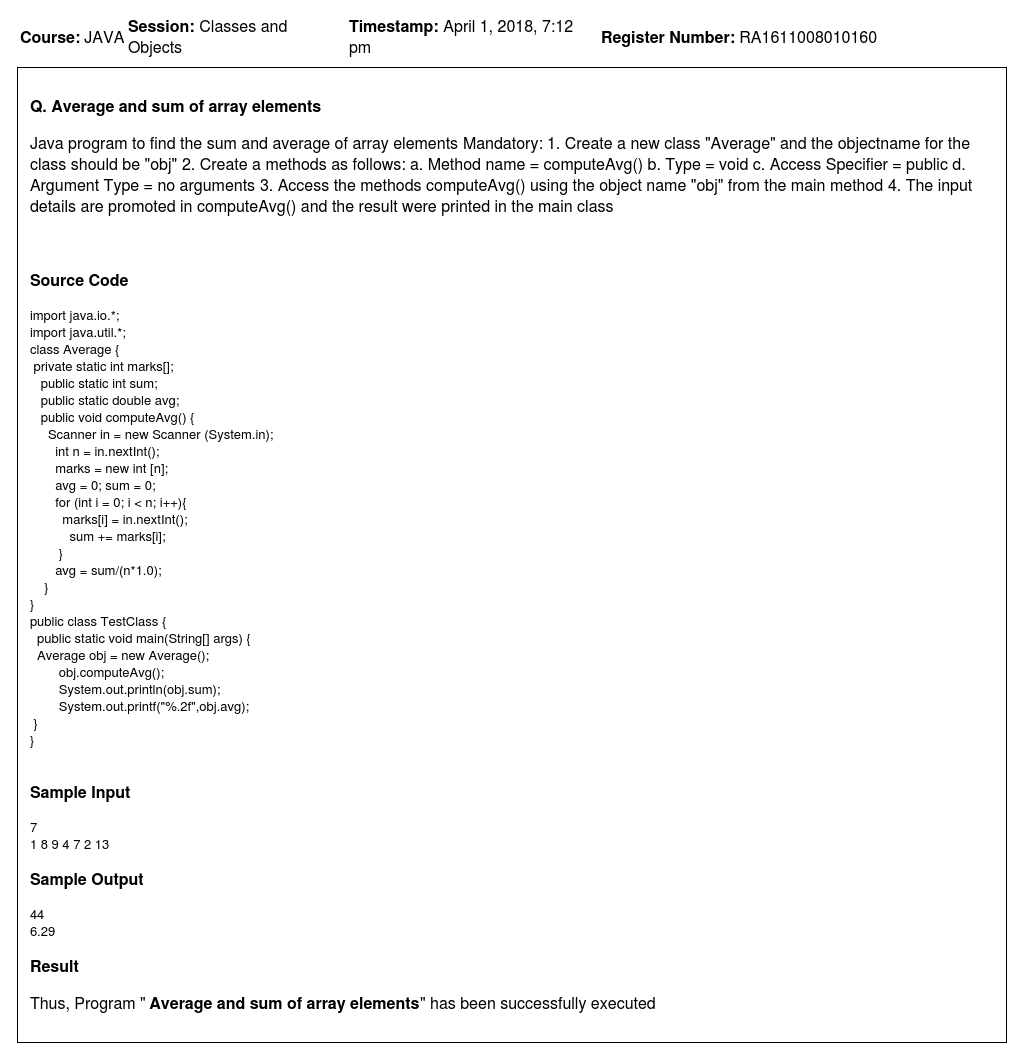 Course: JAVA Session: Classes and Objects Timestamp: April 1, 2018, 7:12 pm Register Number: RA1611008010160
Q. Average and sum of array elements
Java program to find the sum and average of array elements Mandatory: 1. Create a new class "Average" and the objectname for the
class should be "obj" 2. Create a methods as follows: a. Method name = computeAvg() b. Type = void c. Access Specifier = public d.
Argument Type = no arguments 3. Access the methods computeAvg() using the object name "obj" from the main method 4. The input
details are promoted in computeAvg() and the result were printed in the main class
Source Code
import java.io.*;
import java.util.*;
class Average {
 private static int marks[];
   public static int sum;
   public static double avg;
   public void computeAvg() {
     Scanner in = new Scanner (System.in);
       int n = in.nextInt();
       marks = new int [n];
       avg = 0; sum = 0;
       for (int i = 0; i < n; i++){
         marks[i] = in.nextInt();
           sum += marks[i];
        }
       avg = sum/(n*1.0);
    }
}
public class TestClass {
  public static void main(String[] args) {
  Average obj = new Average();
        obj.computeAvg();
        System.out.println(obj.sum);
        System.out.printf("%.2f",obj.avg);
 }
}
Sample Input
7
1 8 9 4 7 2 13
Sample Output
44
6.29
Result
Thus, Program " Average and sum of array elements" has been successfully executed